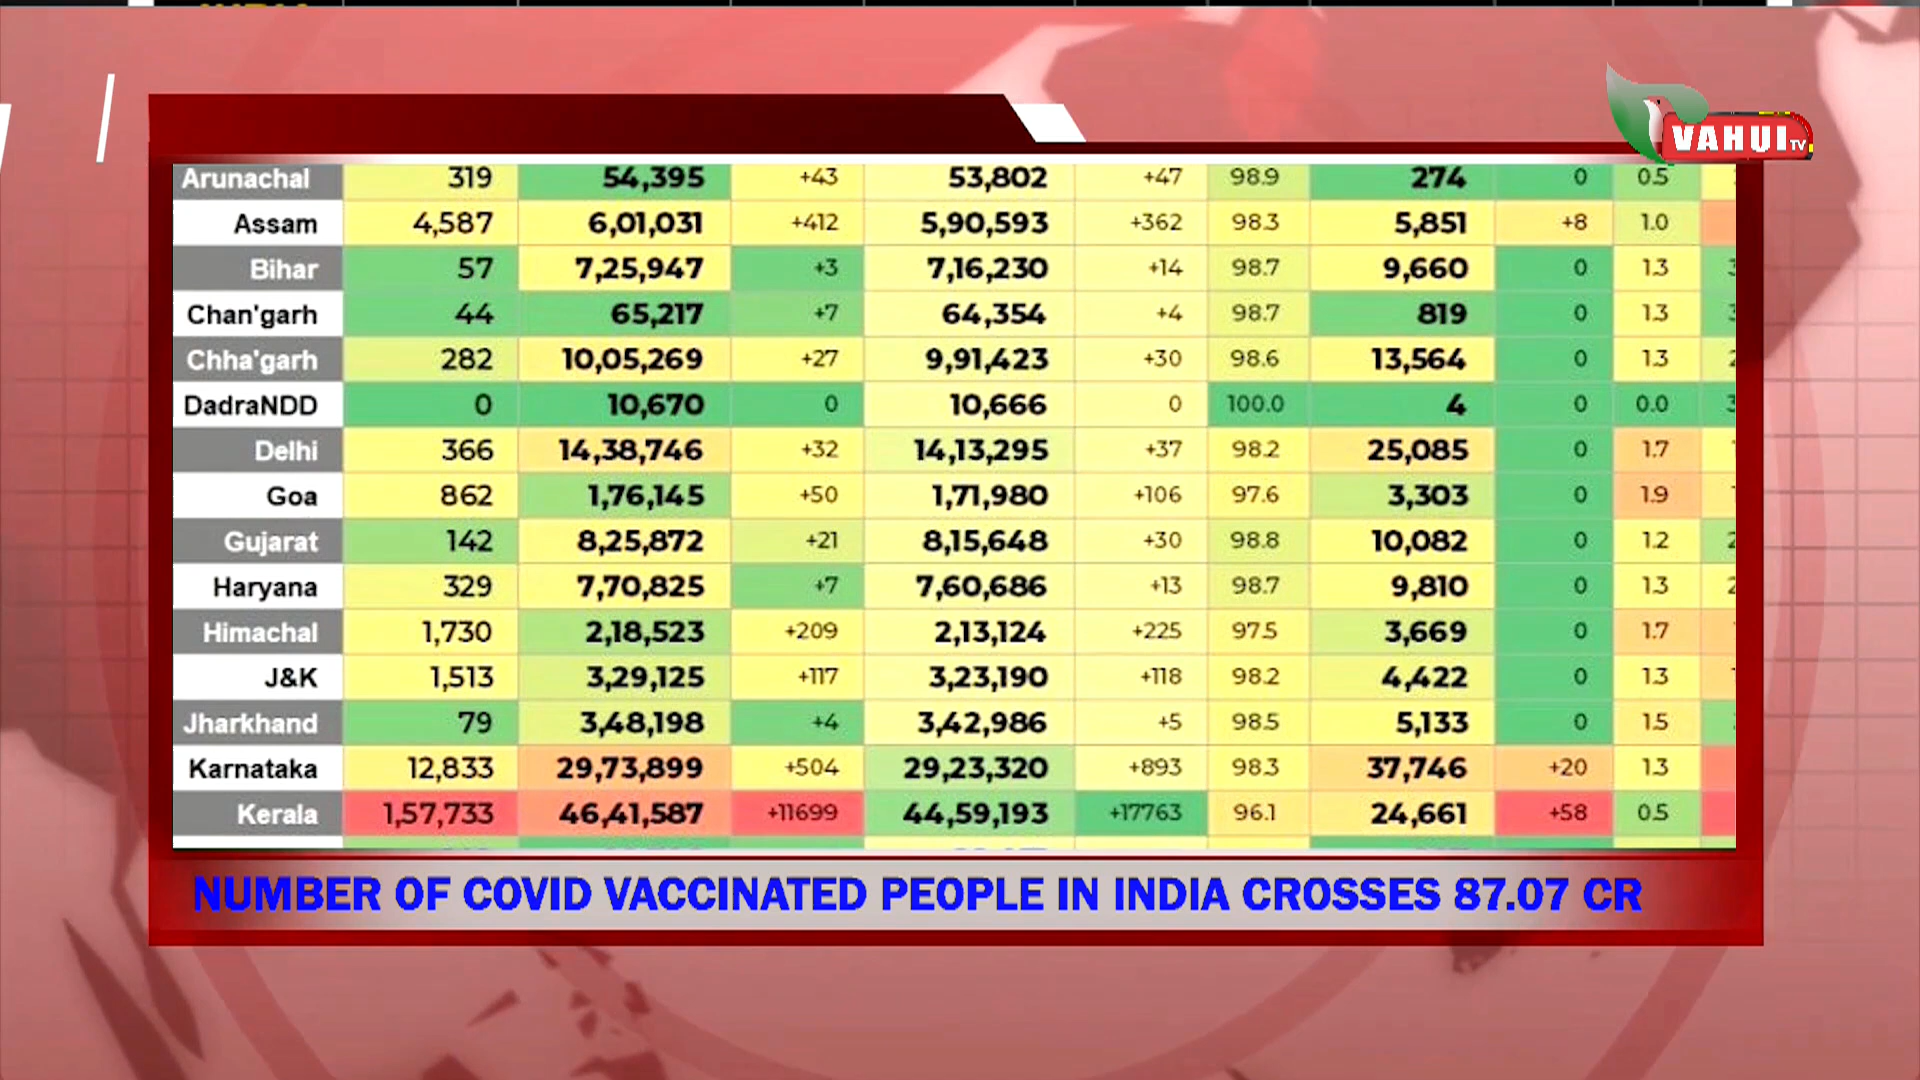 VAHUI TV
Arunachal 319 54,395 +43 53,802 +47 98.9 274 0 0.5
Assam 4,587 6,01,031 +412 5,90,593 +362 98.3 5,851 +8 1.0
Bihar 57 7,25,947 +3 7,16,230 +14 98.7 9,660 0 1.3
Chan'garh 44 65,217 +7 64,354 +4 98.7 819 0 1.3
Chha'garh 282 10,05,269 +27 9,91,423 +30 98.6 13,564 0 1.3
DadraNDD 0 10,670 0 10,666 0 100.0 4 0 0.0
Delhi 366 14,38,746 +32 14,13,295 +37 98.2 25,085 0 1.7
Goa 862 1,76,145 +50 1,71,980 +106 97.6 3,303 0 1.9
Gujarat 142 8,25,872 +21 8,15,648 +30 98.8 10,082 0 1.2
Haryana 329 7,70,825 +7 7,60,686 +13 98.7 9,810 0 1.3
Himachal 1,730 2,18,523 +209 2,13,124 +225 97.5 3,669 0 1.7
J&K 1,513 3,29,125 +117 3,23,190 +118 98.2 4,422 0 1.3
Jharkhand 79 3,48,198 +4 3,42,986 +5 98.5 5,133 0 1.5
Karnataka 12,833 29,73,899 +504 29,23,320 +893 98.3 37,746 +20 1.3
Kerala 1,57,733 46,41,587 +11699 44,59,193 +17763 96.1 24,661 +58 0.5
NUMBER OF COVID VACCINATED PEOPLE IN INDIA CROSSES 87.07 CR